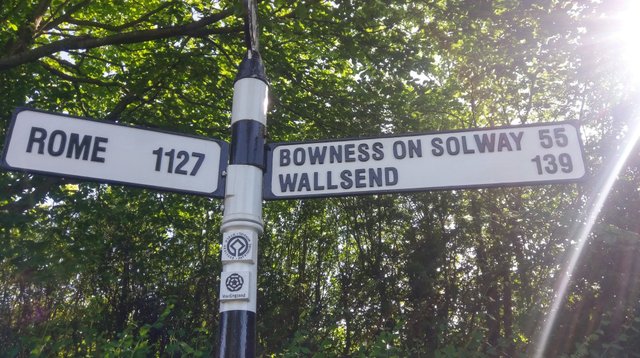 ROME 1127
BOWNESS ON SOLWAY 55
WALLSEND 139